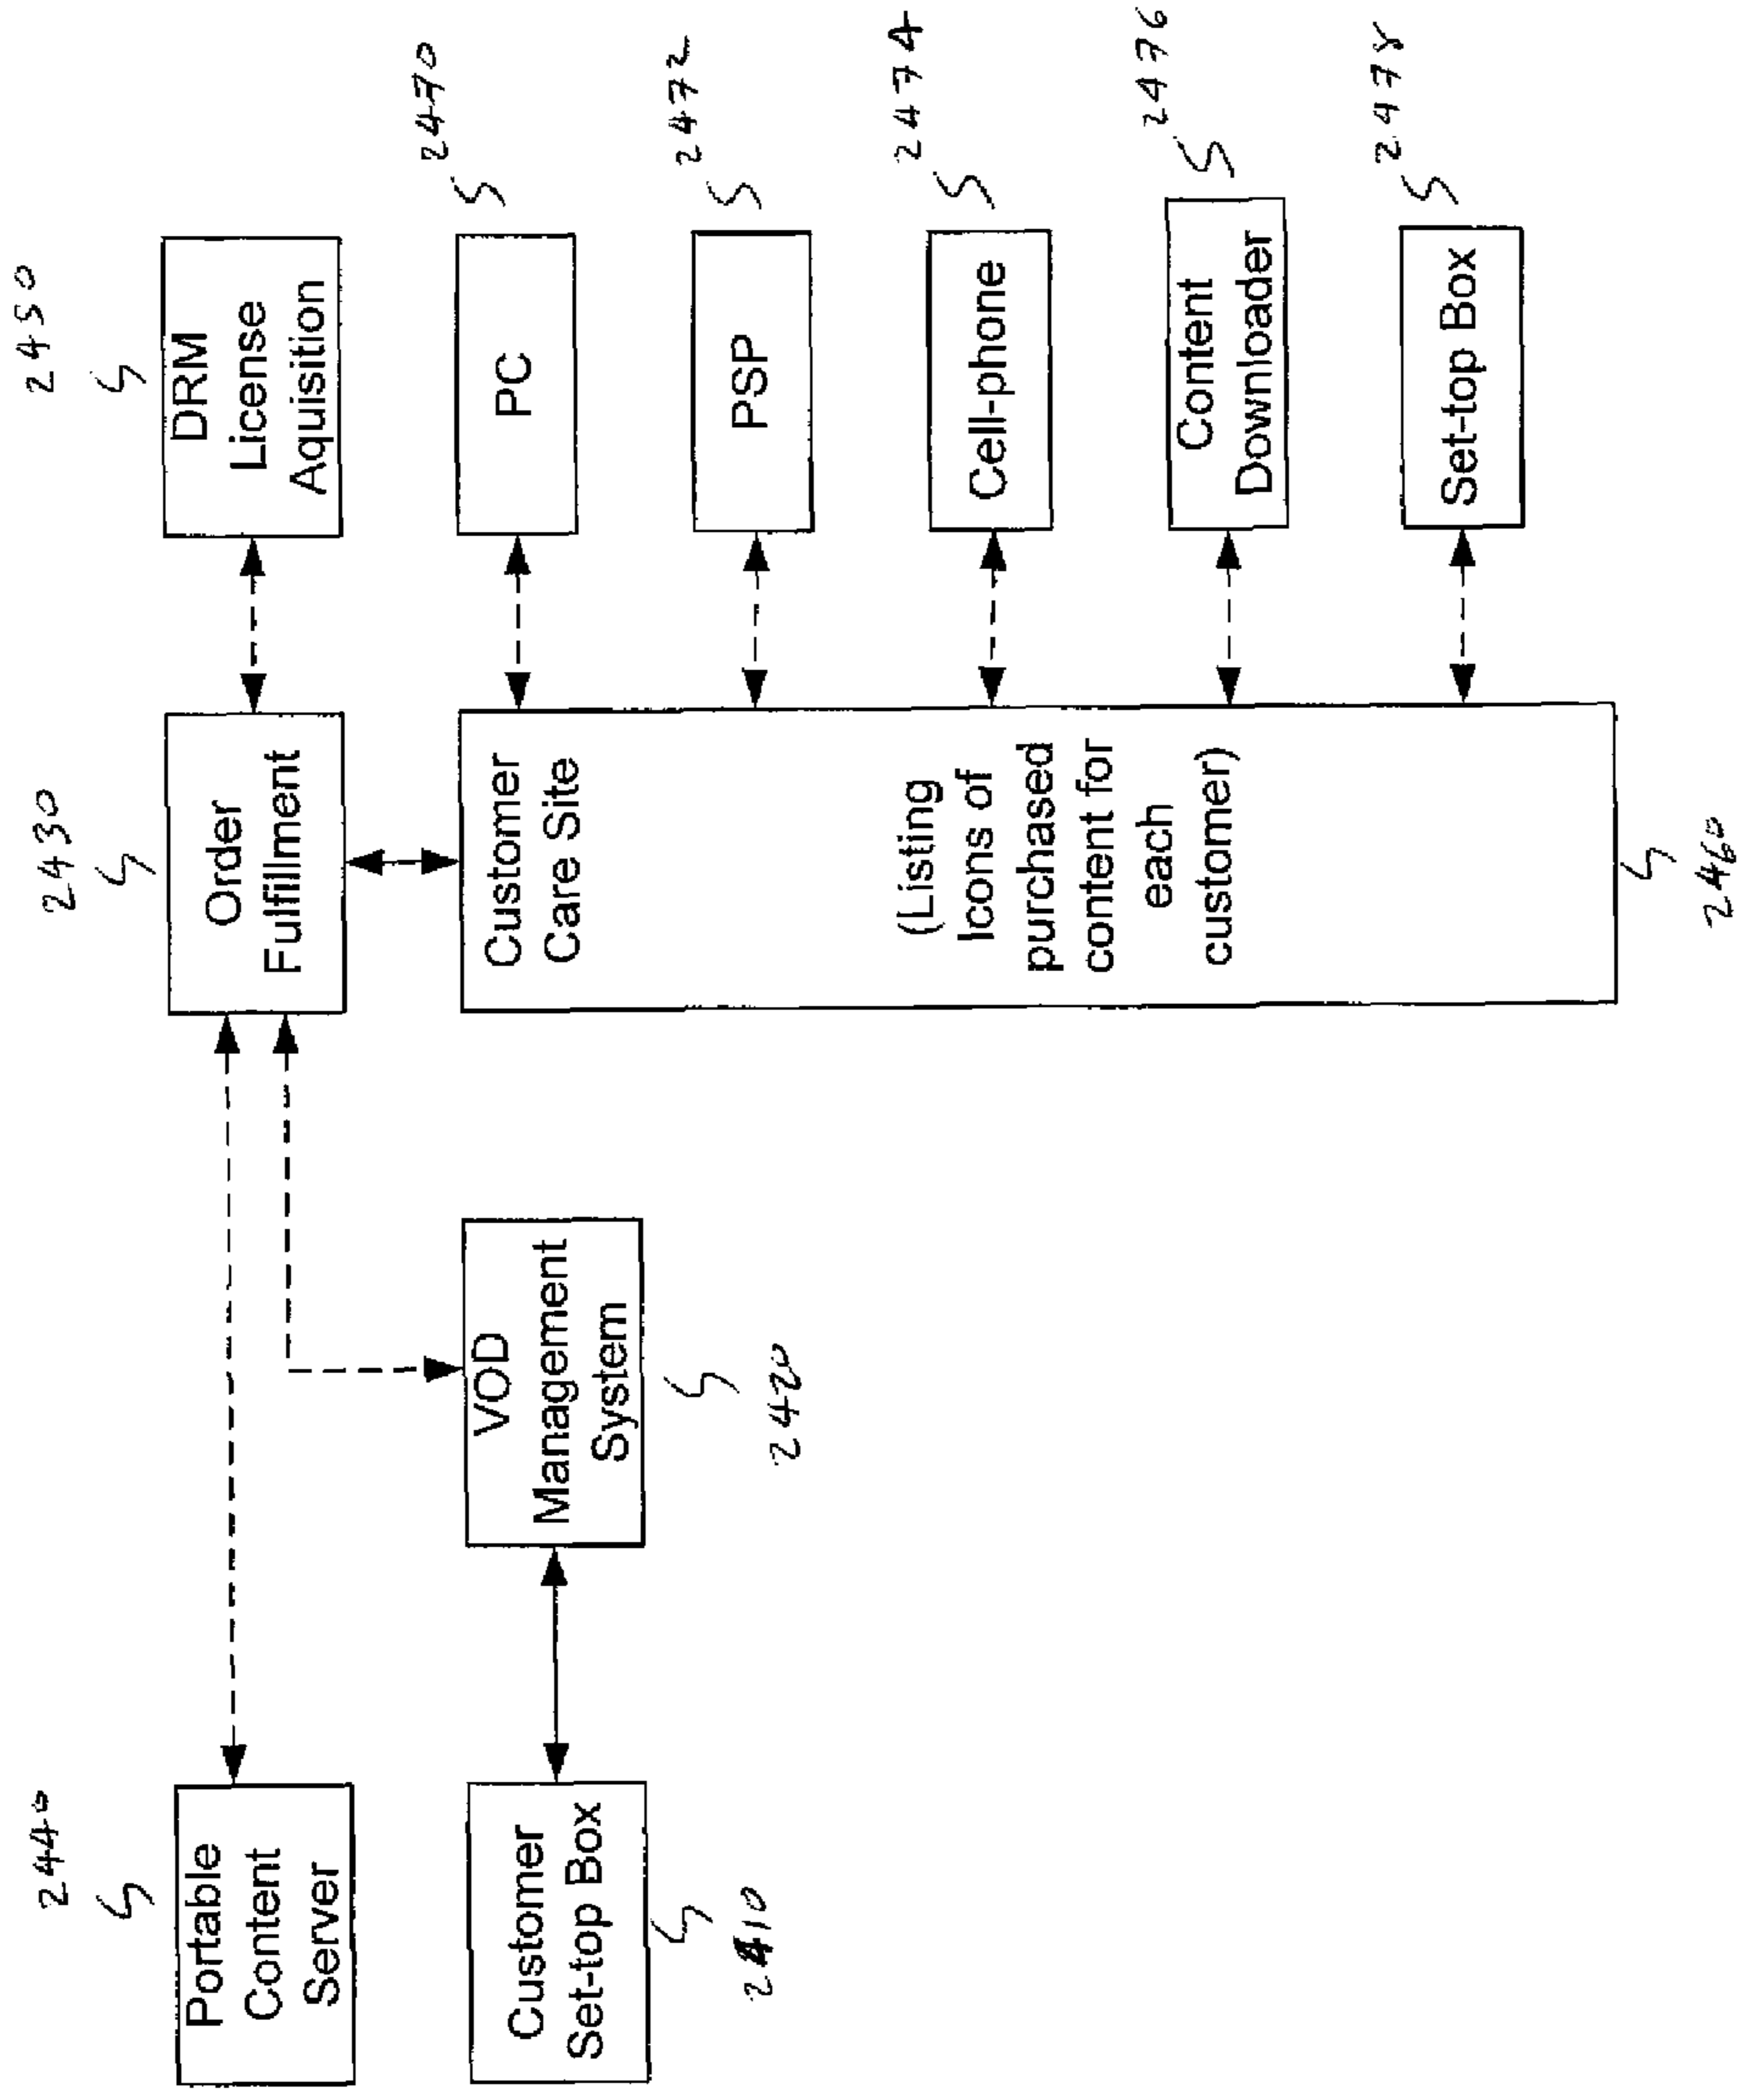 2440
Portable
Content
Server
2430
Order
Fulfillment
2450
DRM
License
Aquisition
Customer
Set-top Box
2410
VOD
Management
System
2420
Customer
Care Site
(Listing
Icons of
purchased
content for
each
customer)
2460
2470
PC
2472
PSP
2474
Cell-phone
2476
Content
Downloader
2478
Set-top Box